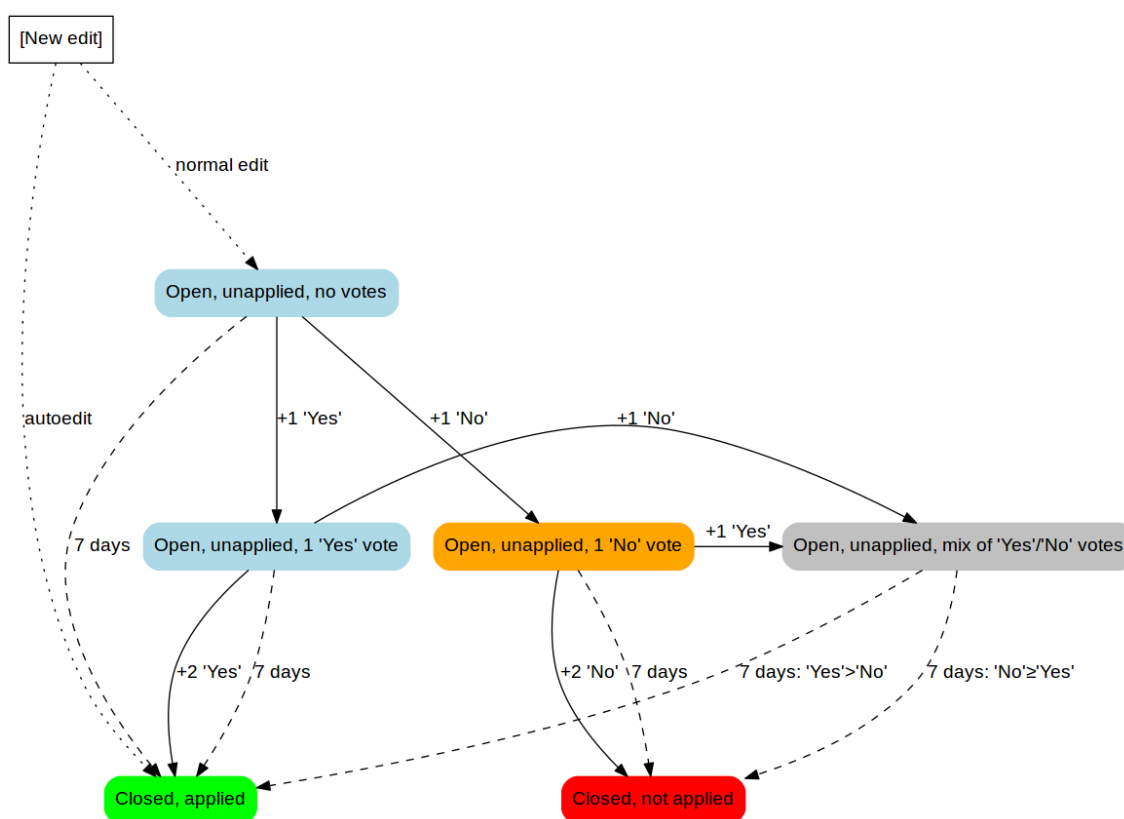 [New edit]
normal edit
Open, unapplied, no votes
autoedit
+1 'Yes'
+1 'No'
+1 'No'
7 days
Open, unapplied, 1 'Yes' vote
Open, unapplied, 1 'No' vote
+1 'Yes'
Open, unapplied, mix of 'Yes'/'No' votes
+2 'Yes'
7 days
+2 'No'
7 days
7 days: 'Yes'>'No'
7 days: 'No'≥'Yes'
Closed, applied
Closed, not applied